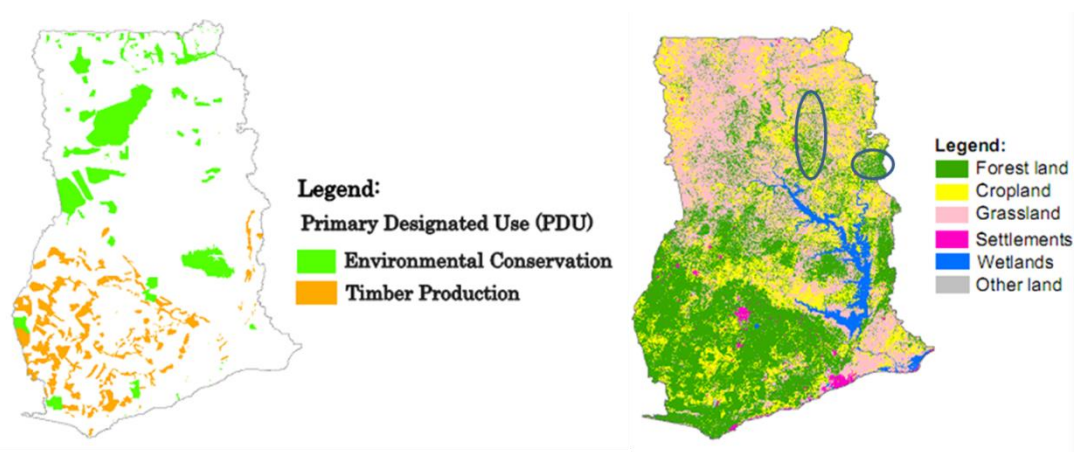 Legend:
Primary Designated Use (PDU)
Environmental Conservation
Timber Production
Legend:
Forest land
Cropland
Grassland
Settlements
Wetlands
Other land